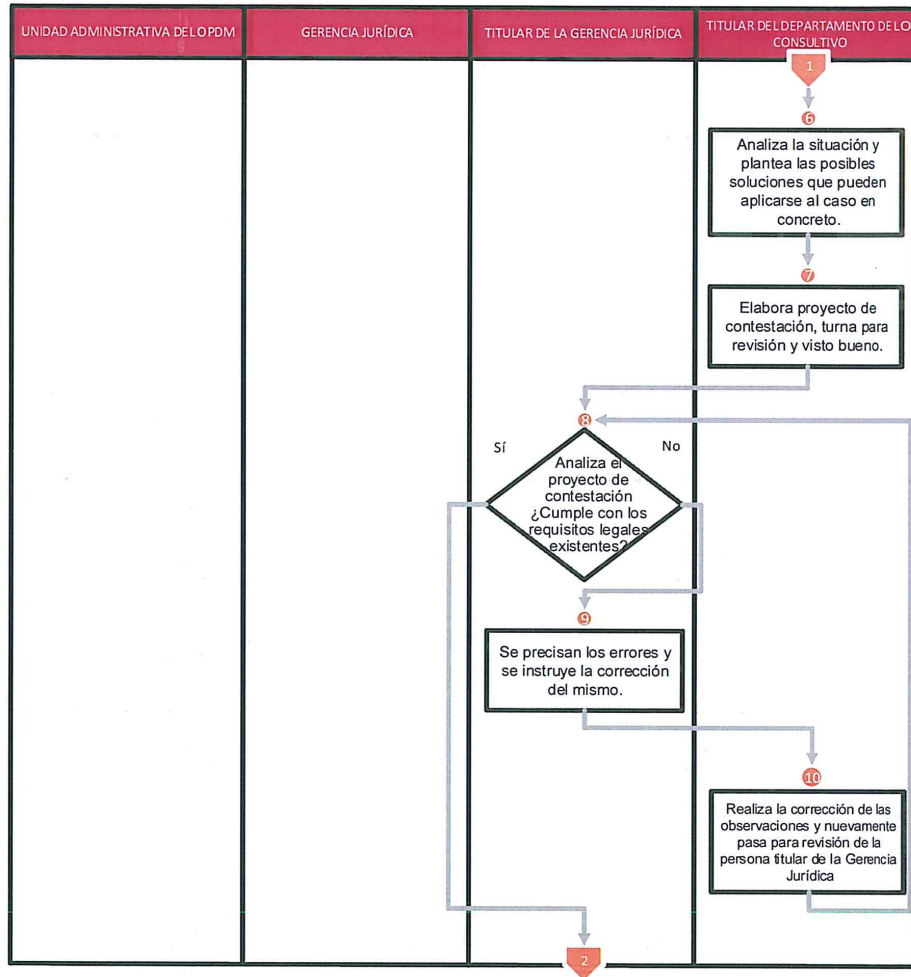 UNIDAD ADMINISTRATIVA DEL OPDM
GERENCIA JURÍDICA
TITULAR DE LA GERENCIA JURÍDICA
TITULAR DEL DEPARTAMENTO DE LO
CONSULTIVO
1
6
Analiza la situación y
plantea las posibles
soluciones que pueden
aplicarse al caso en
concreto.
7
Elabora proyecto de
contestación, turna para
revisión y visto bueno.
8
Sí
No
Analiza el
proyecto de
contestación
¿Cumple con los
requisitos legales
existentes?
9
Se precisan los errores y
se instruye la corrección
del mismo.
10
Realiza la corrección de las
observaciones y nuevamente
pasa para revisión de la
persona titular de la Gerencia
Jurídica
2